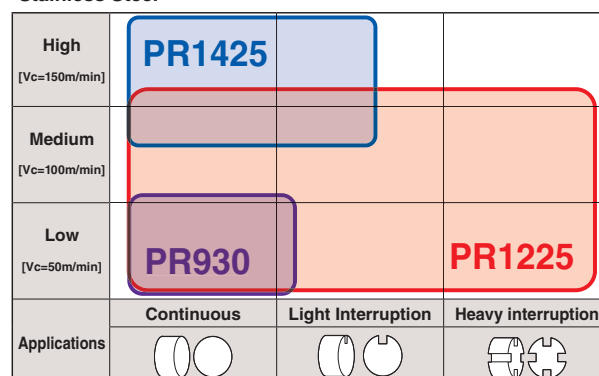 Stainless Steel
High
[Vc=150m/min]
PR1425
Medium
[Vc=100m/min]
Low
[Vc=50m/min]
PR930
PR1225
Continuous
Light Interruption
Heavy interruption
Applications